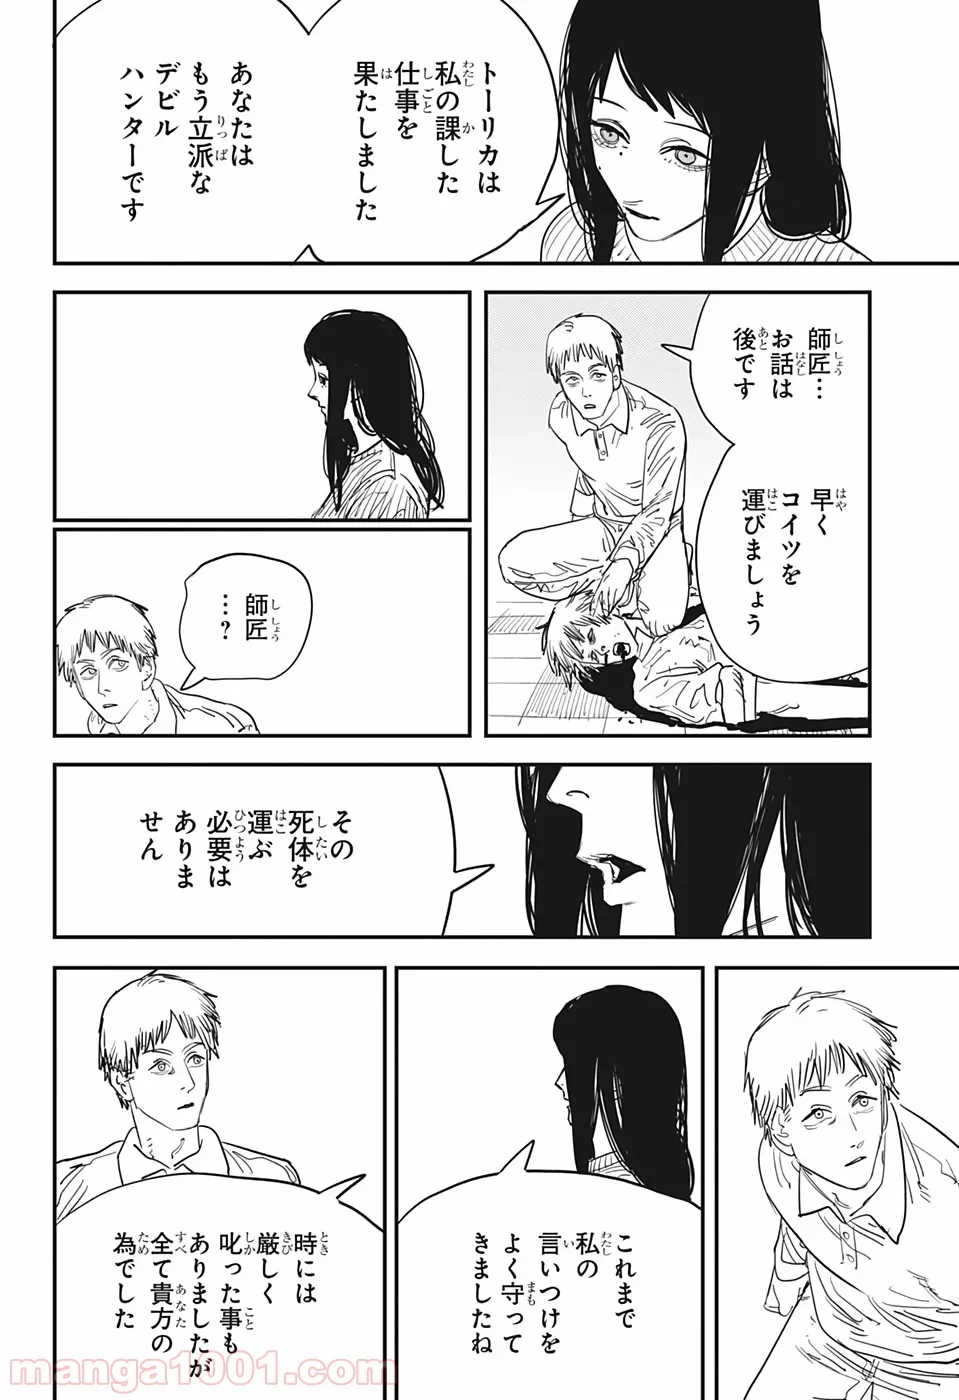 トーリカは
私の課した
仕事を
果たしました
あなたは
もう立派な
デビル
ハンターです
師匠…
お話は
後です
早く
コイツを
運びましょう
師匠
…?
その
死体を
運ぶ
必要は
ありま
せん
これまで
私の
言いつけを
よく守って
きましたね
時には
厳しく
叱った事も
ありましたが
全て貴方の
為でした
manga1001.com